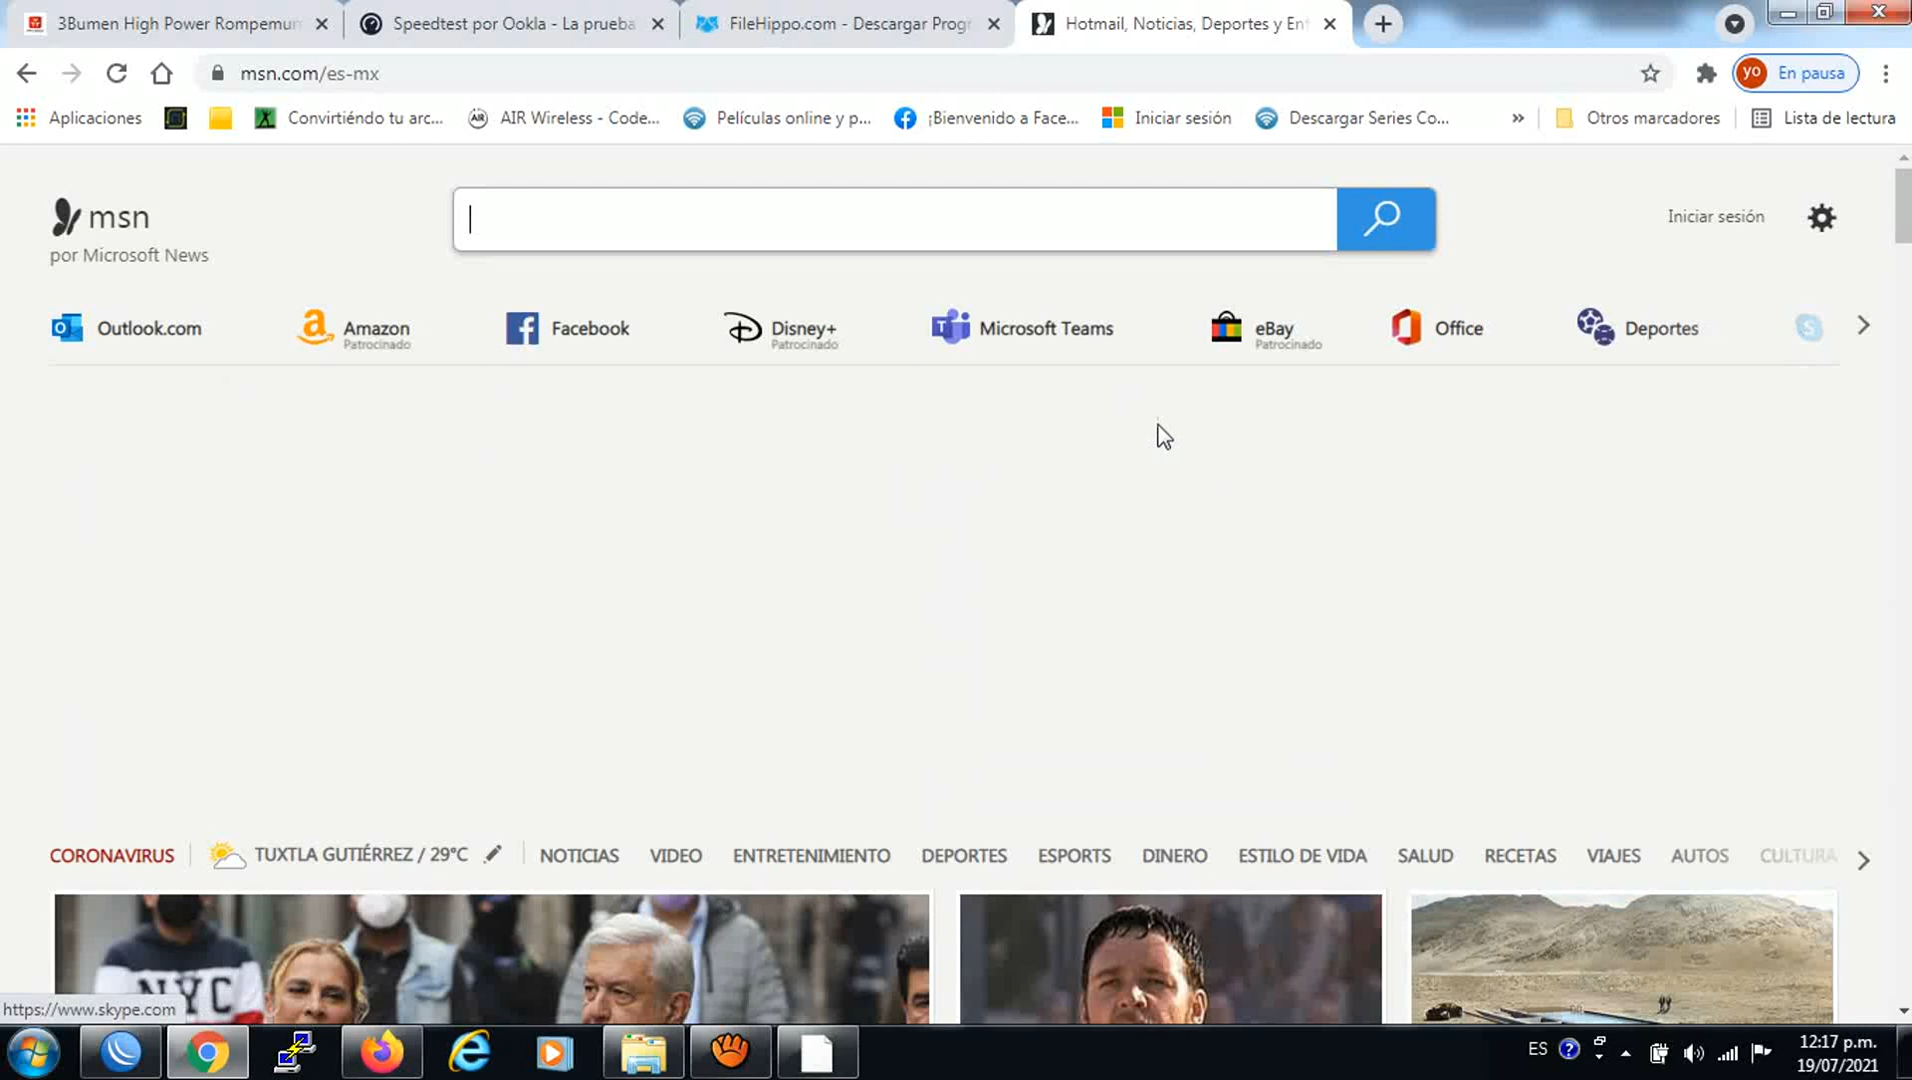 3Bumen High Power Rompemun
Speedtest por Ookla - La prueba
FileHippo.com - Descargar Progr
Hotmail, Noticias, Deportes y Ent
msn.com/es-mx
yo
En pausa
Aplicaciones
Convirtiéndo tu arc...
AIR Wireless - Code...
Películas online y p...
¡Bienvenido a Face...
Iniciar sesión
Descargar Series Co...
»
Otros marcadores
Lista de lectura
msn
por Microsoft News
Iniciar sesión
Outlook.com
Amazon
Patrocinado
Facebook
Disney+
Patrocinado
Microsoft Teams
eBay
Patrocinado
Office
Deportes
CORONAVIRUS
TUXTLA GUTIÉRREZ / 29°C
NOTICIAS
VIDEO
ENTRETENIMIENTO
DEPORTES
ESPORTS
DINERO
ESTILO DE VIDA
SALUD
RECETAS
VIAJES
AUTOS
CULTURA
NYC
https://www.skype.com
ES
12:17 p.m.
19/07/2021